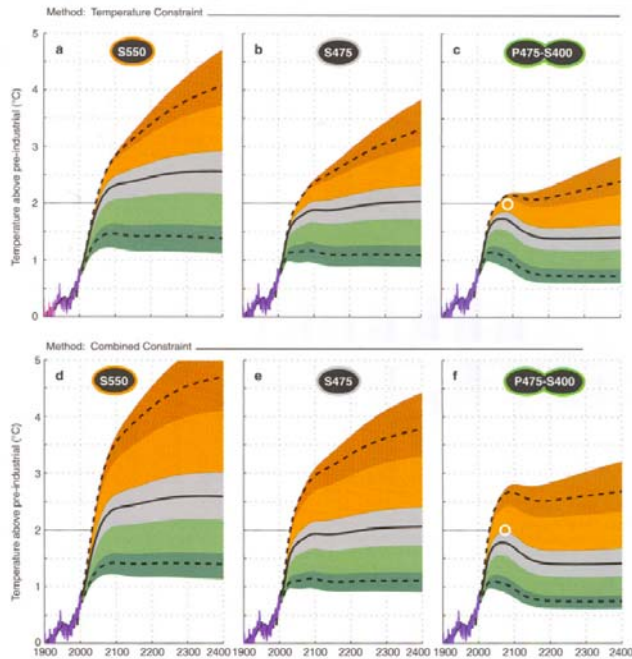 Method: Temperature Constraint
5 a S550 b S475 c P475-S400
4
3
2
1
0
Temperature above pre-industrial (°C)
Method: Combined Constraint
5 d S550 e S475 f P475-S400
4
3
2
1
0
Temperature above pre-industrial (°C)
1900 2000 2100 2200 2300 2400 1900 2000 2100 2200 2300 2400 1900 2000 2100 2200 2300 2400